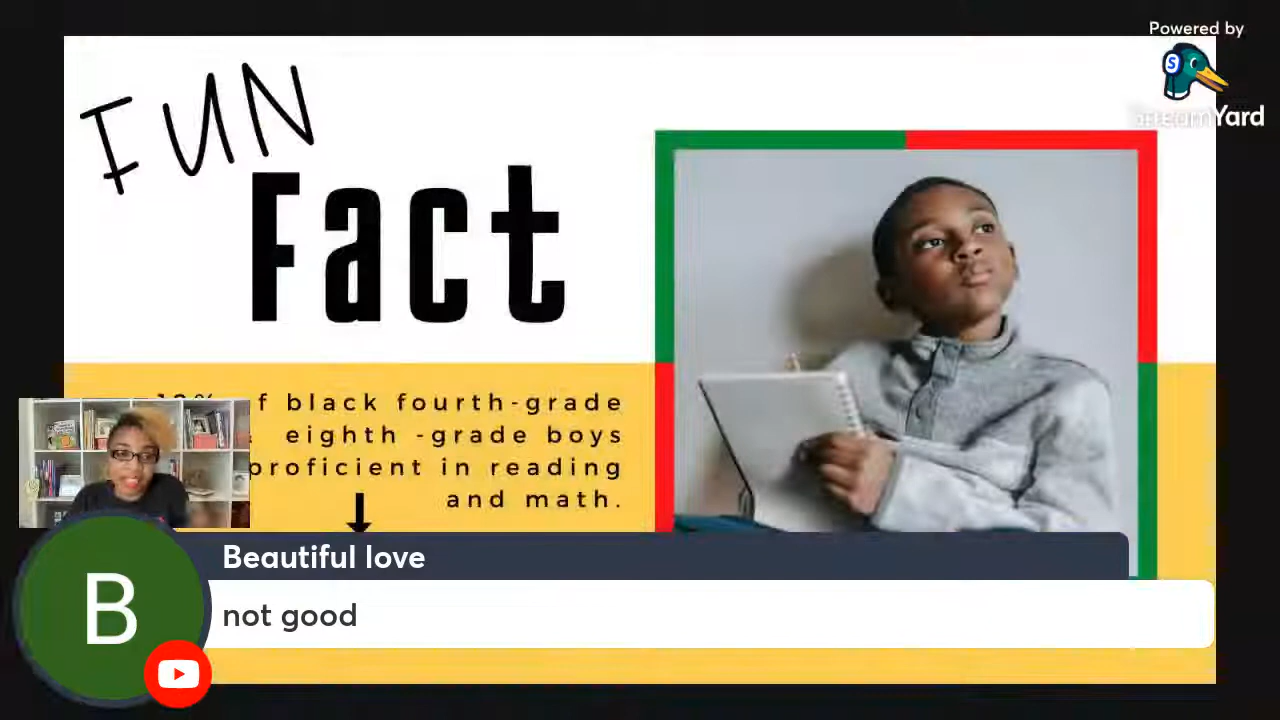 Powered by
StreamYard
FUN
Fact
f black fourth-grade
eighth -grade boys
proficient in reading
and math.
Beautiful love
not good
B